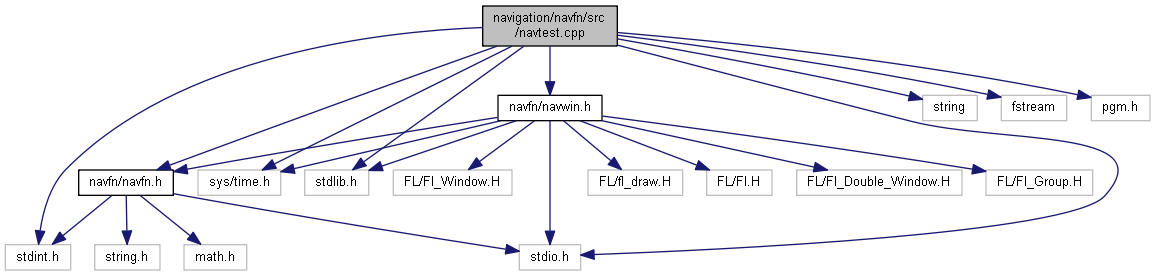 navigation/navfn/src
/navtest.cpp
navfn/navwin.h
string
fstream
pgm.h
navfn/navfn.h
sys/time.h
stdlib.h
FL/Fl_Window.H
FL/fl_draw.H
FL/Fl.H
FL/Fl_Double_Window.H
FL/Fl_Group.H
stdint.h
string.h
math.h
stdio.h